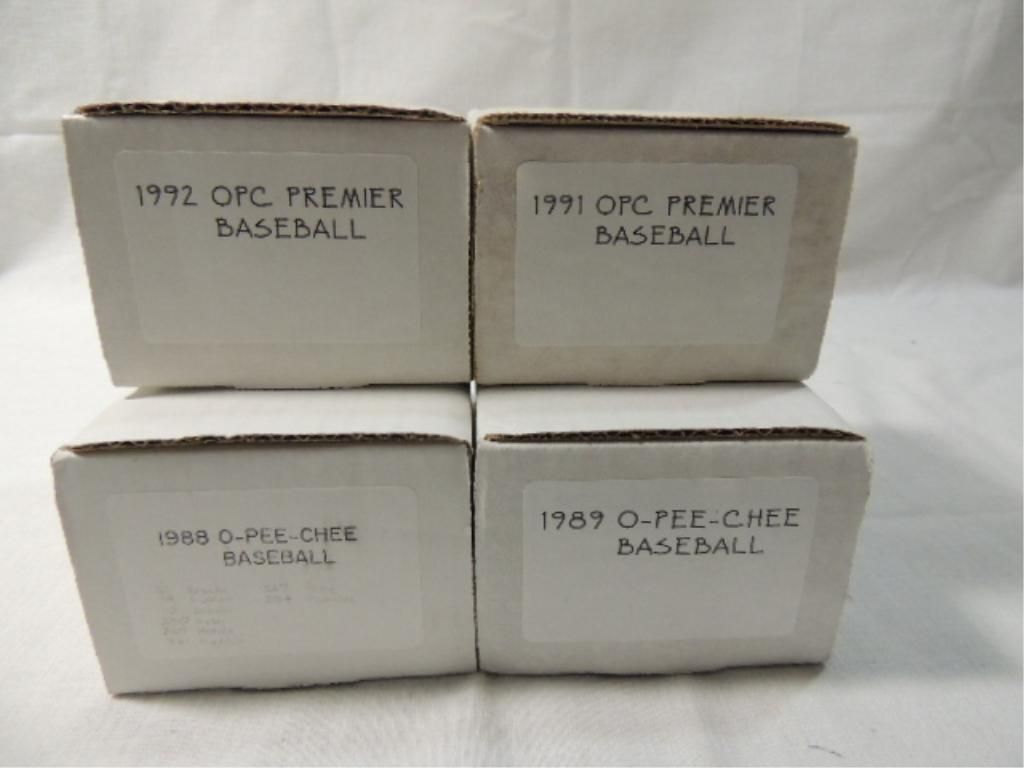 1992 OPC PREMIER
BASEBALL
1991 OPC PREMIER
BASEBALL
1988 O-PEE-CHEE
BASEBALL
1989 O-PEE-CHEE
BASEBALL